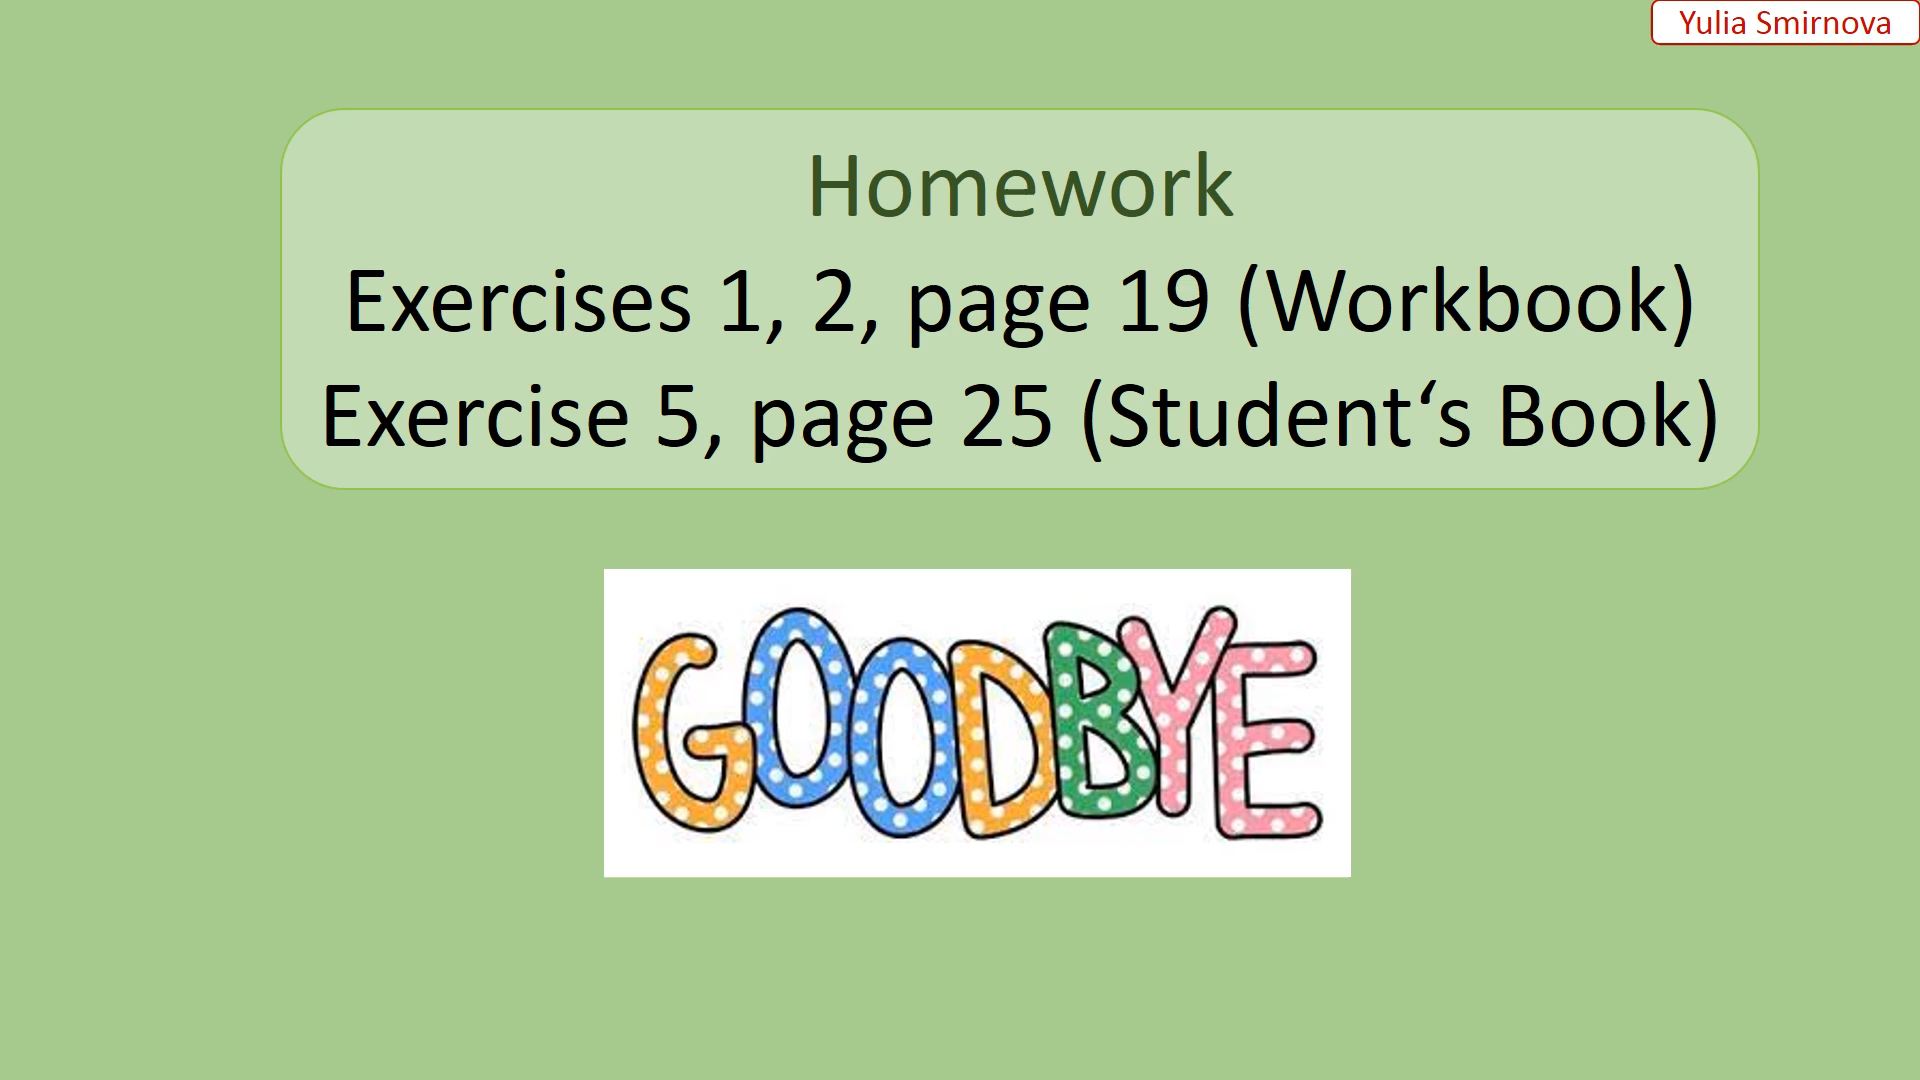 Yulia Smirnova
Homework
Exercises 1, 2, page 19 (Workbook)
Exercise 5, page 25 (Student‘s Book)
GOODBYE